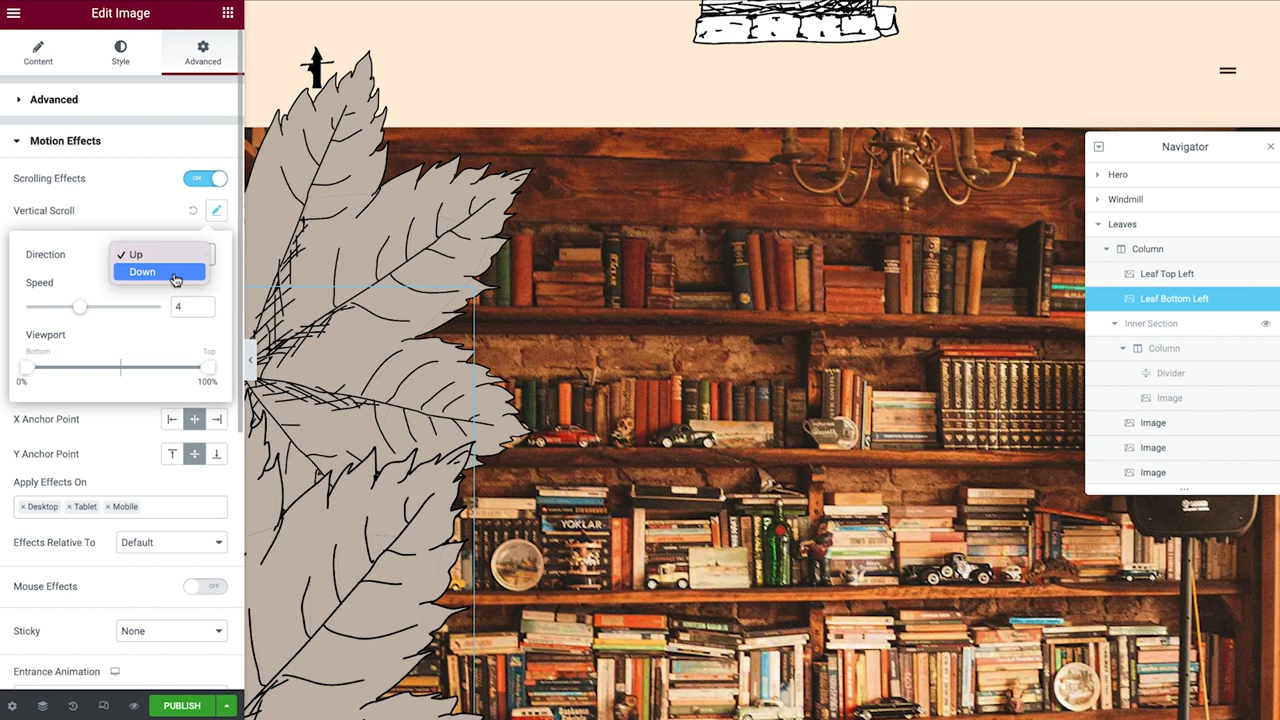 Edit Image
Content
Style
Advanced
Advanced
Motion Effects
Scrolling Effects
ON
Vertical Scroll
Direction
✓ Up
Down
Speed
4
Viewport
Bottom
Top
0%
100%
X Anchor Point
Y Anchor Point
Apply Effects On
× Desktop
× Tablet
× Mobile
Effects Relative To
Default
Mouse Effects
OFF
Sticky
None
Entrance Animation
PUBLISH
Navigator
Hero
Windmill
Leaves
Column
Leaf Top Left
Leaf Bottom Left
Inner Section
Column
Divider
Image
Image
Image
Image
YOKLAR